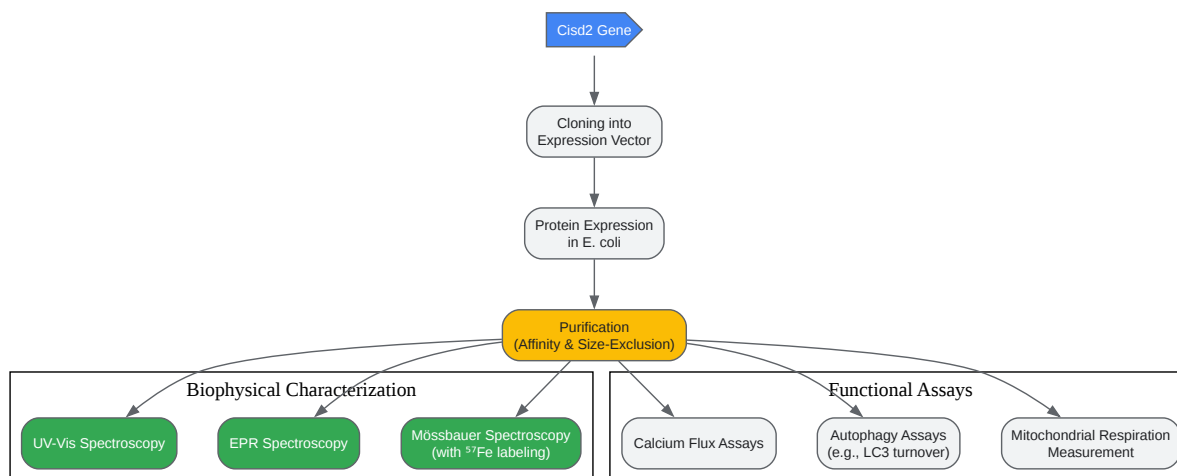 Cisd2 Gene
Cloning into
Expression Vector
Protein Expression
in E. coli
Purification
(Affinity & Size-Exclusion)
Biophysical Characterization
UV-Vis Spectroscopy
EPR Spectroscopy
Mössbauer Spectroscopy
(with ⁵⁷Fe labeling)
Functional Assays
Calcium Flux Assays
Autophagy Assays
(e.g., LC3 turnover)
Mitochondrial Respiration
Measurement